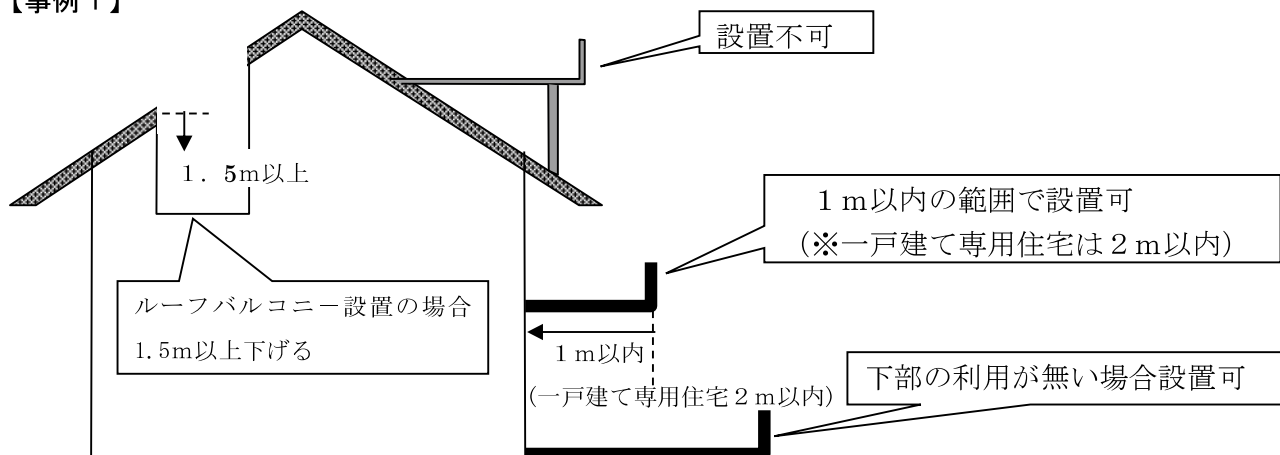 【事例１】
設置不可
１．５ｍ以上
１ｍ以内の範囲で設置可
（※一戸建て専用住宅は２ｍ以内）
ルーフバルコニー設置の場合
1.5ｍ以上下げる
１ｍ以内
（一戸建て専用住宅２ｍ以内）
下部の利用が無い場合設置可